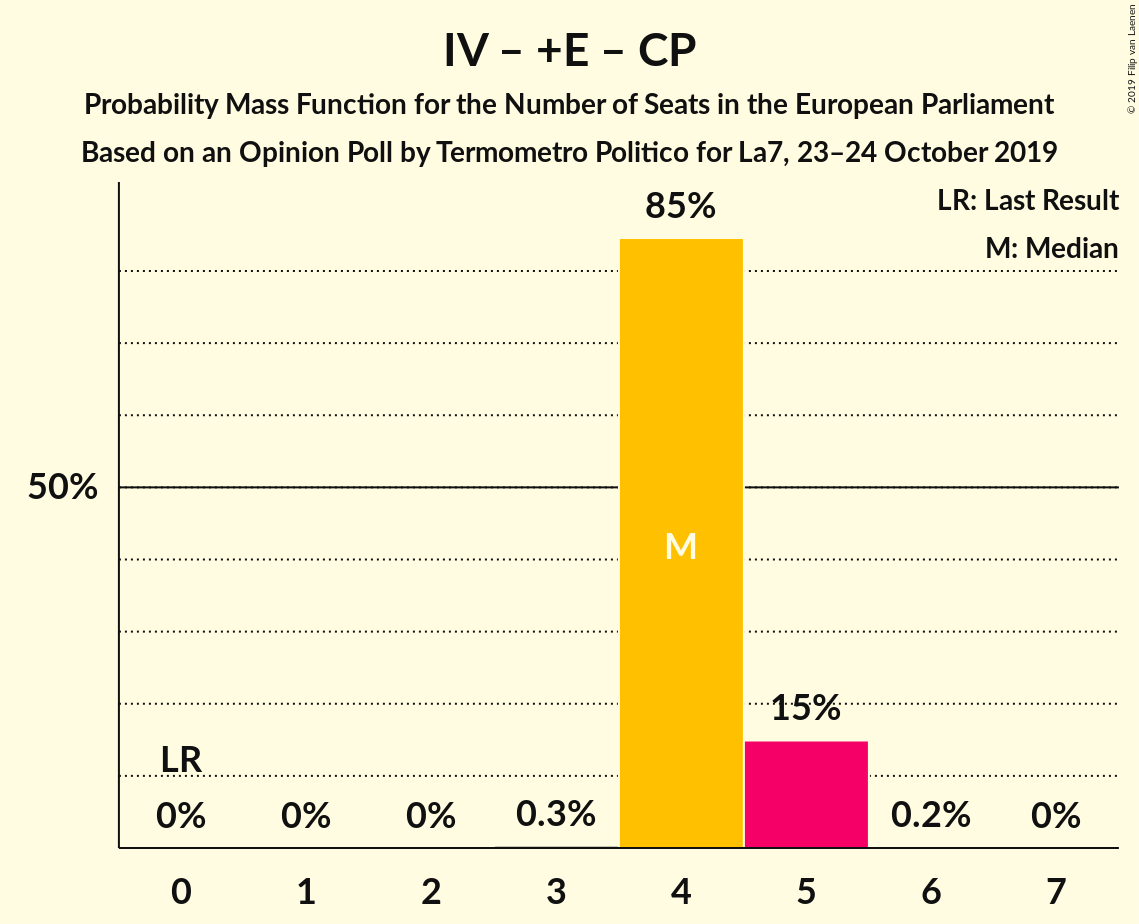 IV – +E – CP
Probability Mass Function for the Number of Seats in the European Parliament
Based on an Opinion Poll by Termometro Politico for La7, 23–24 October 2019
© 2019 Filip van Laenen
LR: Last Result
M: Median
85%
50%
M
15%
LR
0% 0% 0% 0.3% 0.2% 0%
0 1 2 3 4 5 6 7